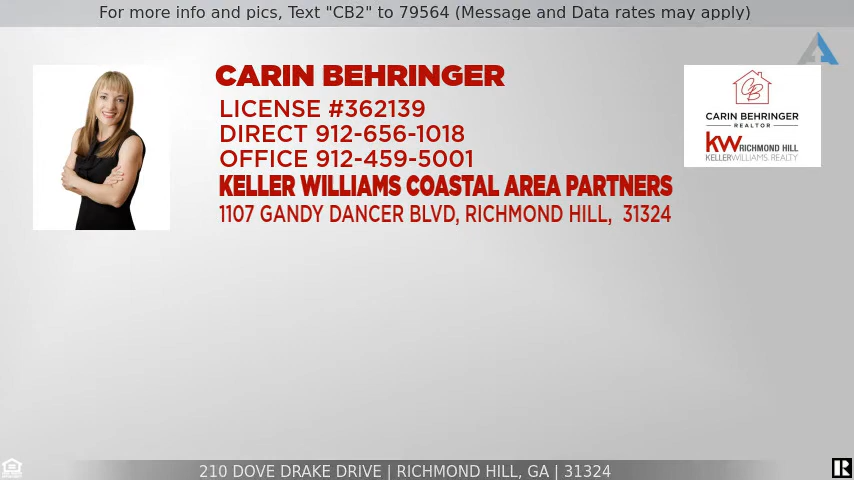 For more info and pics, Text "CB2" to 79564 (Message and Data rates may apply)
CARIN BEHRINGER
LICENSE #362139
DIRECT 912-656-1018
OFFICE 912-459-5001
KELLER WILLIAMS COASTAL AREA PARTNERS
1107 GANDY DANCER BLVD, RICHMOND HILL,  31324
CB
CARIN BEHRINGER
REALTOR
kw RICHMOND HILL
KELLERWILLIAMS REALTY
210 DOVE DRAKE DRIVE | RICHMOND HILL, GA | 31324